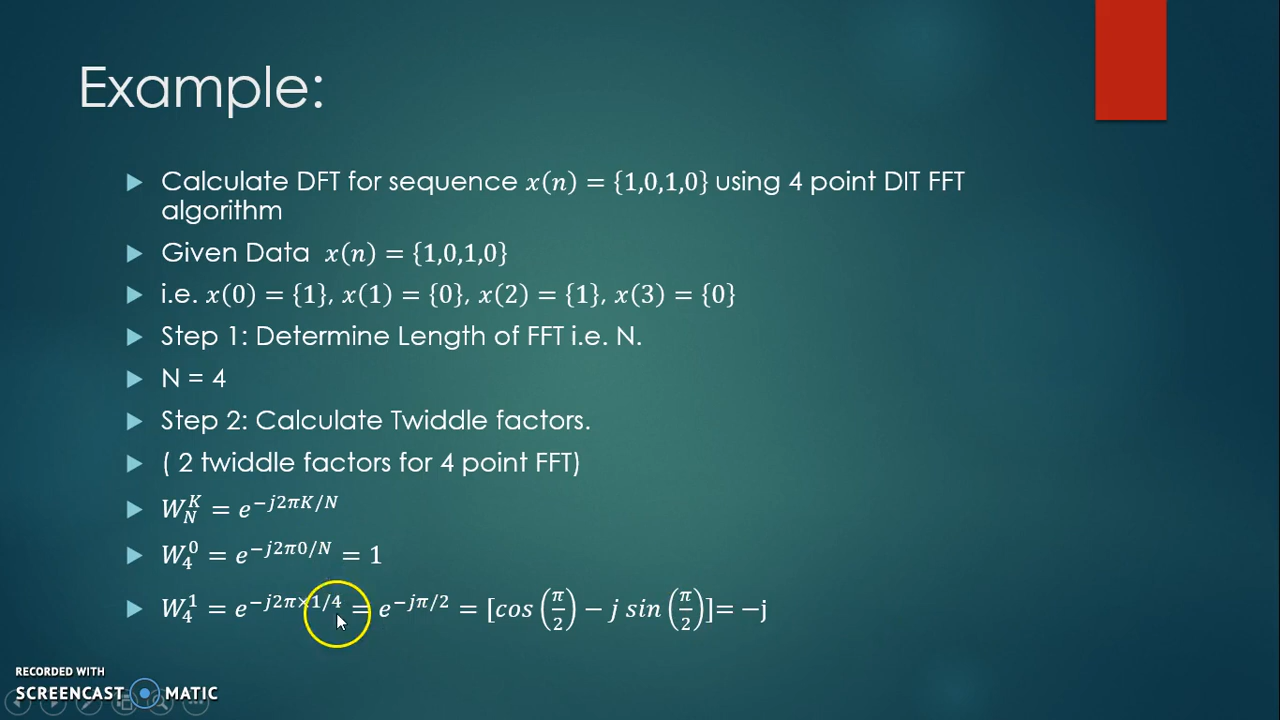 Example:
Calculate DFT for sequence x(n) = {1,0,1,0} using 4 point DIT FFT
algorithm
Given Data x(n) = {1,0,1,0}
i.e. x(0) = {1}, x(1) = {0}, x(2) = {1}, x(3) = {0}
Step 1: Determine Length of FFT i.e. N.
N = 4
Step 2: Calculate Twiddle factors.
( 2 twiddle factors for 4 point FFT)
W_N^K = e^{−j2πK/N}
W_4^0 = e^{−j2π0/N} = 1
W_4^1 = e^{−j2π×1/4} = e^{−jπ/2} = [cos(π/2) − j sin(π/2)]= −j
RECORDED WITH
SCREENCAST MATIC